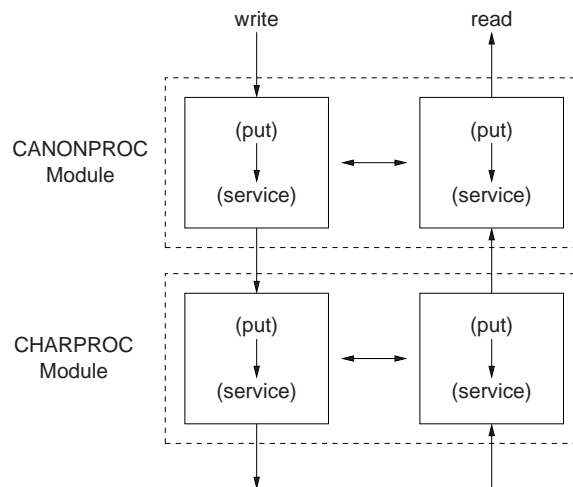 write read
CANONPROC
Module
(put) (put)
(service) (service)
CHARPROC
Module
(put) (put)
(service) (service)